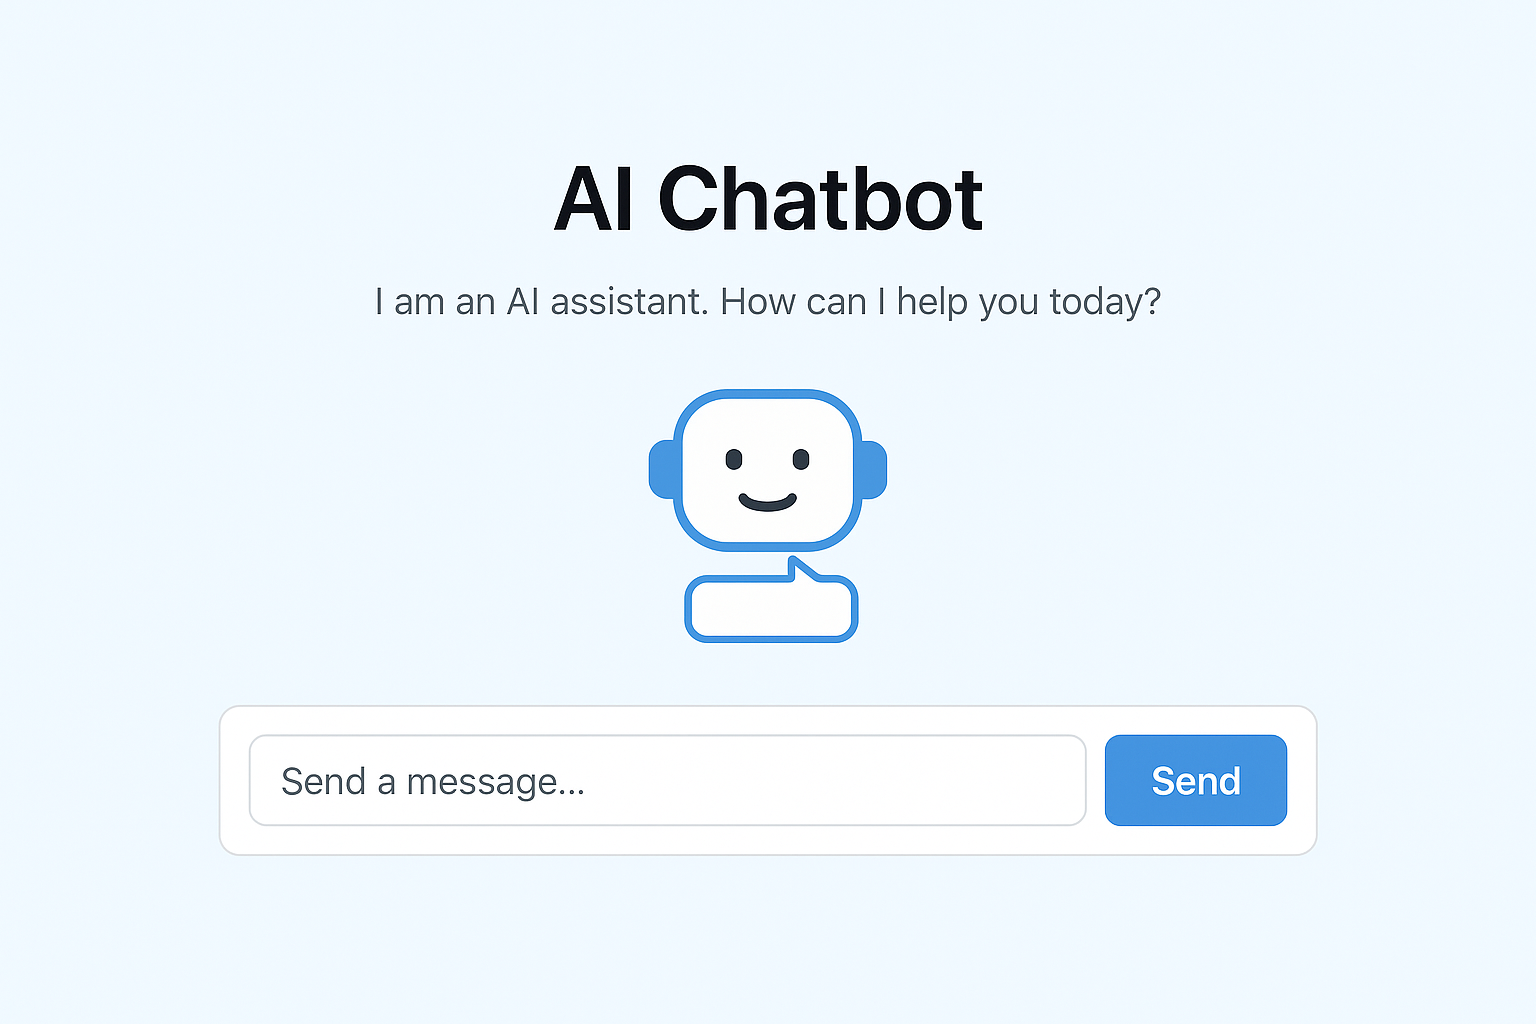 AI Chatbot
I am an AI assistant. How can I help you today?
Send a message...
Send